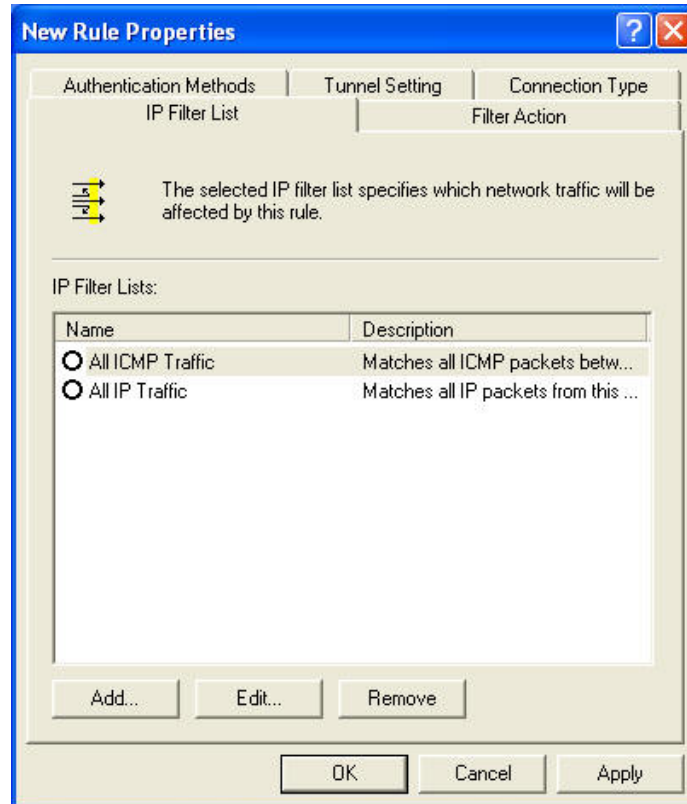 New Rule Properties
Authentication Methods Tunnel Setting Connection Type
IP Filter List Filter Action
The selected IP filter list specifies which network traffic will be
affected by this rule.
IP Filter Lists:
Name Description
All ICMP Traffic Matches all ICMP packets betw...
All IP Traffic Matches all IP packets from this ...
Add... Edit... Remove
OK Cancel Apply